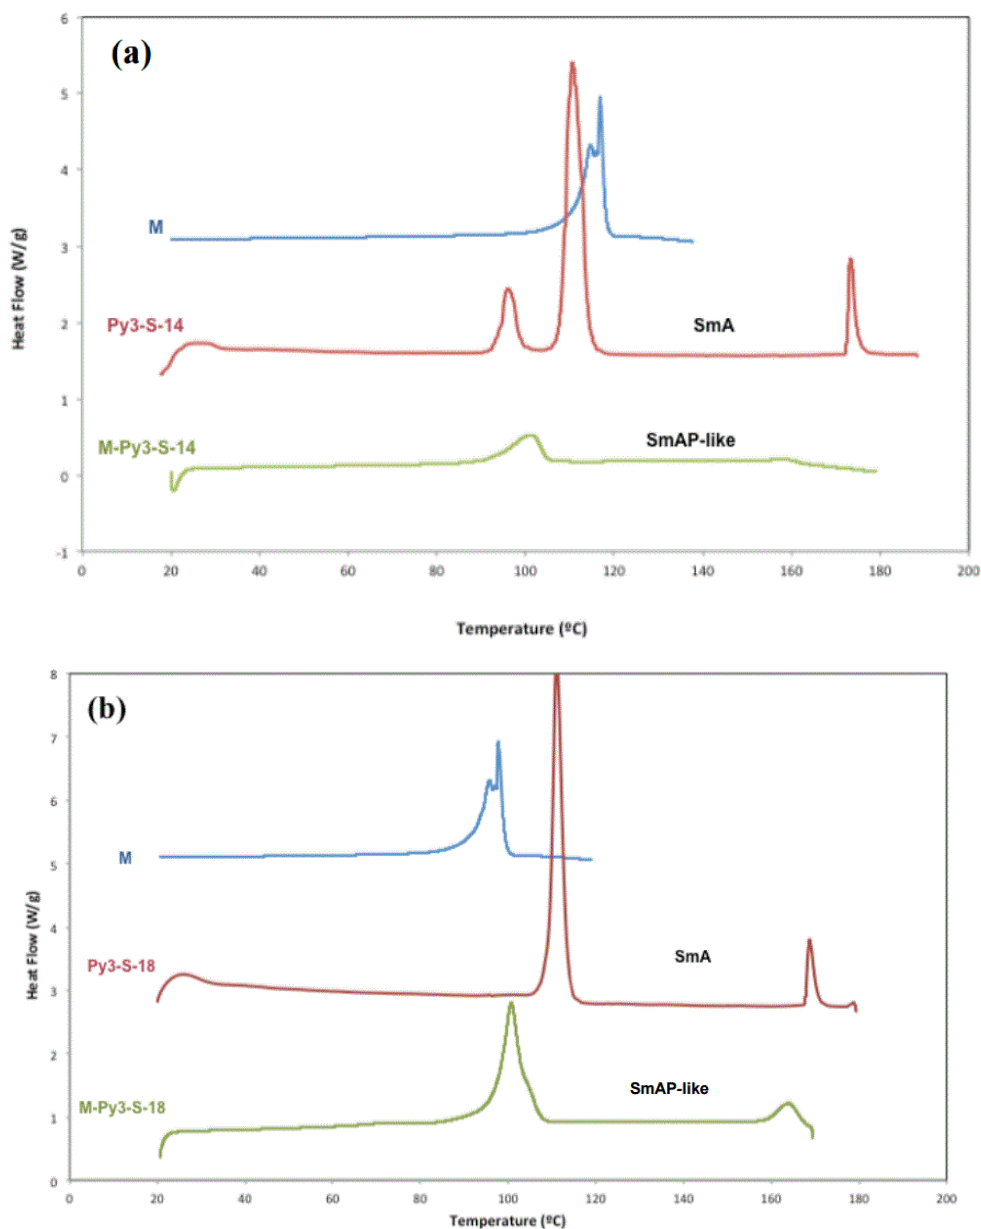 (a)
6
5
4
3
2
1
0
-1
Heat Flow (W/g)
M
Py3-S-14
SmA
M-Py3-S-14
SmAP-like
0 20 40 60 80 100 120 140 160 180 200
Temperature (ºC)
(b)
8
7
6
5
4
3
2
1
0
Heat Flow (W/g)
M
Py3-S-18
SmA
M-Py3-S-18
SmAP-like
0 20 40 60 80 100 120 140 160 180 200
Temperature (ºC)